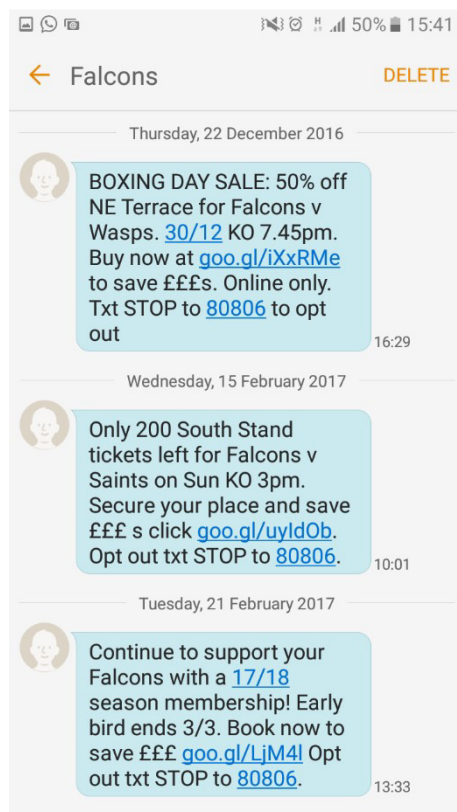 50% 15:41
Falcons DELETE
Thursday, 22 December 2016
BOXING DAY SALE: 50% off
NE Terrace for Falcons v
Wasps. 30/12 KO 7.45pm.
Buy now at goo.gl/iXxRMe
to save £££s. Online only.
Txt STOP to 80806 to opt
out
16:29
Wednesday, 15 February 2017
Only 200 South Stand
tickets left for Falcons v
Saints on Sun KO 3pm.
Secure your place and save
£££ s click goo.gl/uyldOb.
Opt out txt STOP to 80806.
10:01
Tuesday, 21 February 2017
Continue to support your
Falcons with a 17/18
season membership! Early
bird ends 3/3. Book now to
save £££ goo.gl/LjM4l Opt
out txt STOP to 80806.
13:33